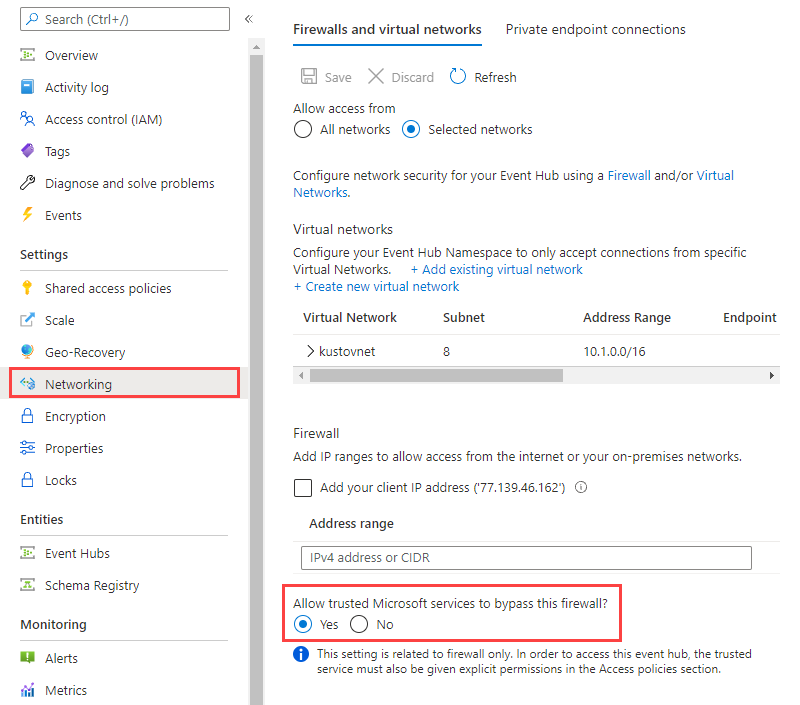 Search (Ctrl+/)
«
Overview
Activity log
Access control (IAM)
Tags
Diagnose and solve problems
Events
Settings
Shared access policies
Scale
Geo-Recovery
Networking
Encryption
Properties
Locks
Entities
Event Hubs
Schema Registry
Monitoring
Alerts
Metrics
Firewalls and virtual networks Private endpoint connections
Save Discard Refresh
Allow access from
All networks Selected networks
Configure network security for your Event Hub using a Firewall and/or Virtual
Networks.
Virtual networks
Configure your Event Hub Namespace to only accept connections from specific
Virtual Networks. + Add existing virtual network
+ Create new virtual network
Virtual Network Subnet Address Range Endpoint
kustovnet 8 10.1.0.0/16
Firewall
Add IP ranges to allow access from the internet or your on-premises networks.
Add your client IP address ('77.139.46.162')
Address range
IPv4 address or CIDR
Allow trusted Microsoft services to bypass this firewall?
Yes No
This setting is related to firewall only. In order to access this event hub, the trusted
service must also be given explicit permissions in the Access policies section.